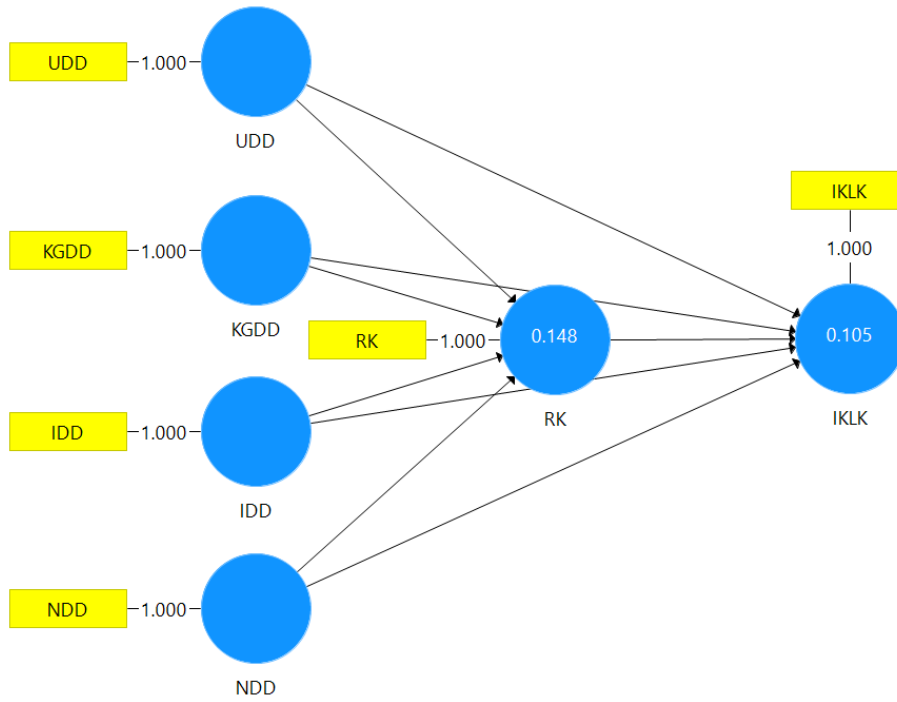 UDD
1.000
UDD
KGDD
1.000
KGDD
IKLK
1.000
RK
1.000
0.148
RK
0.105
IKLK
IDD
1.000
IDD
NDD
1.000
NDD